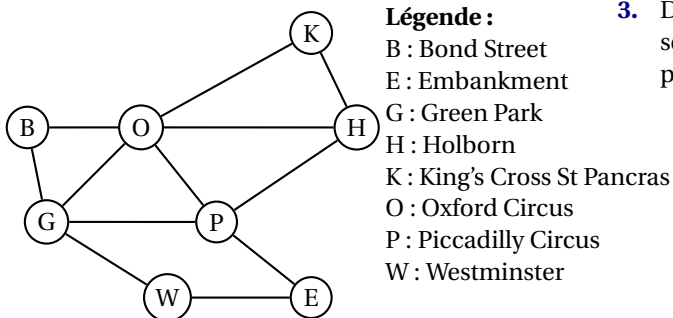 K
B
O
H
G
P
W
E
Légende :
B : Bond Street
E : Embankment
G : Green Park
H : Holborn
K : King's Cross St Pancras
O : Oxford Circus
P : Piccadilly Circus
W : Westminster
3.